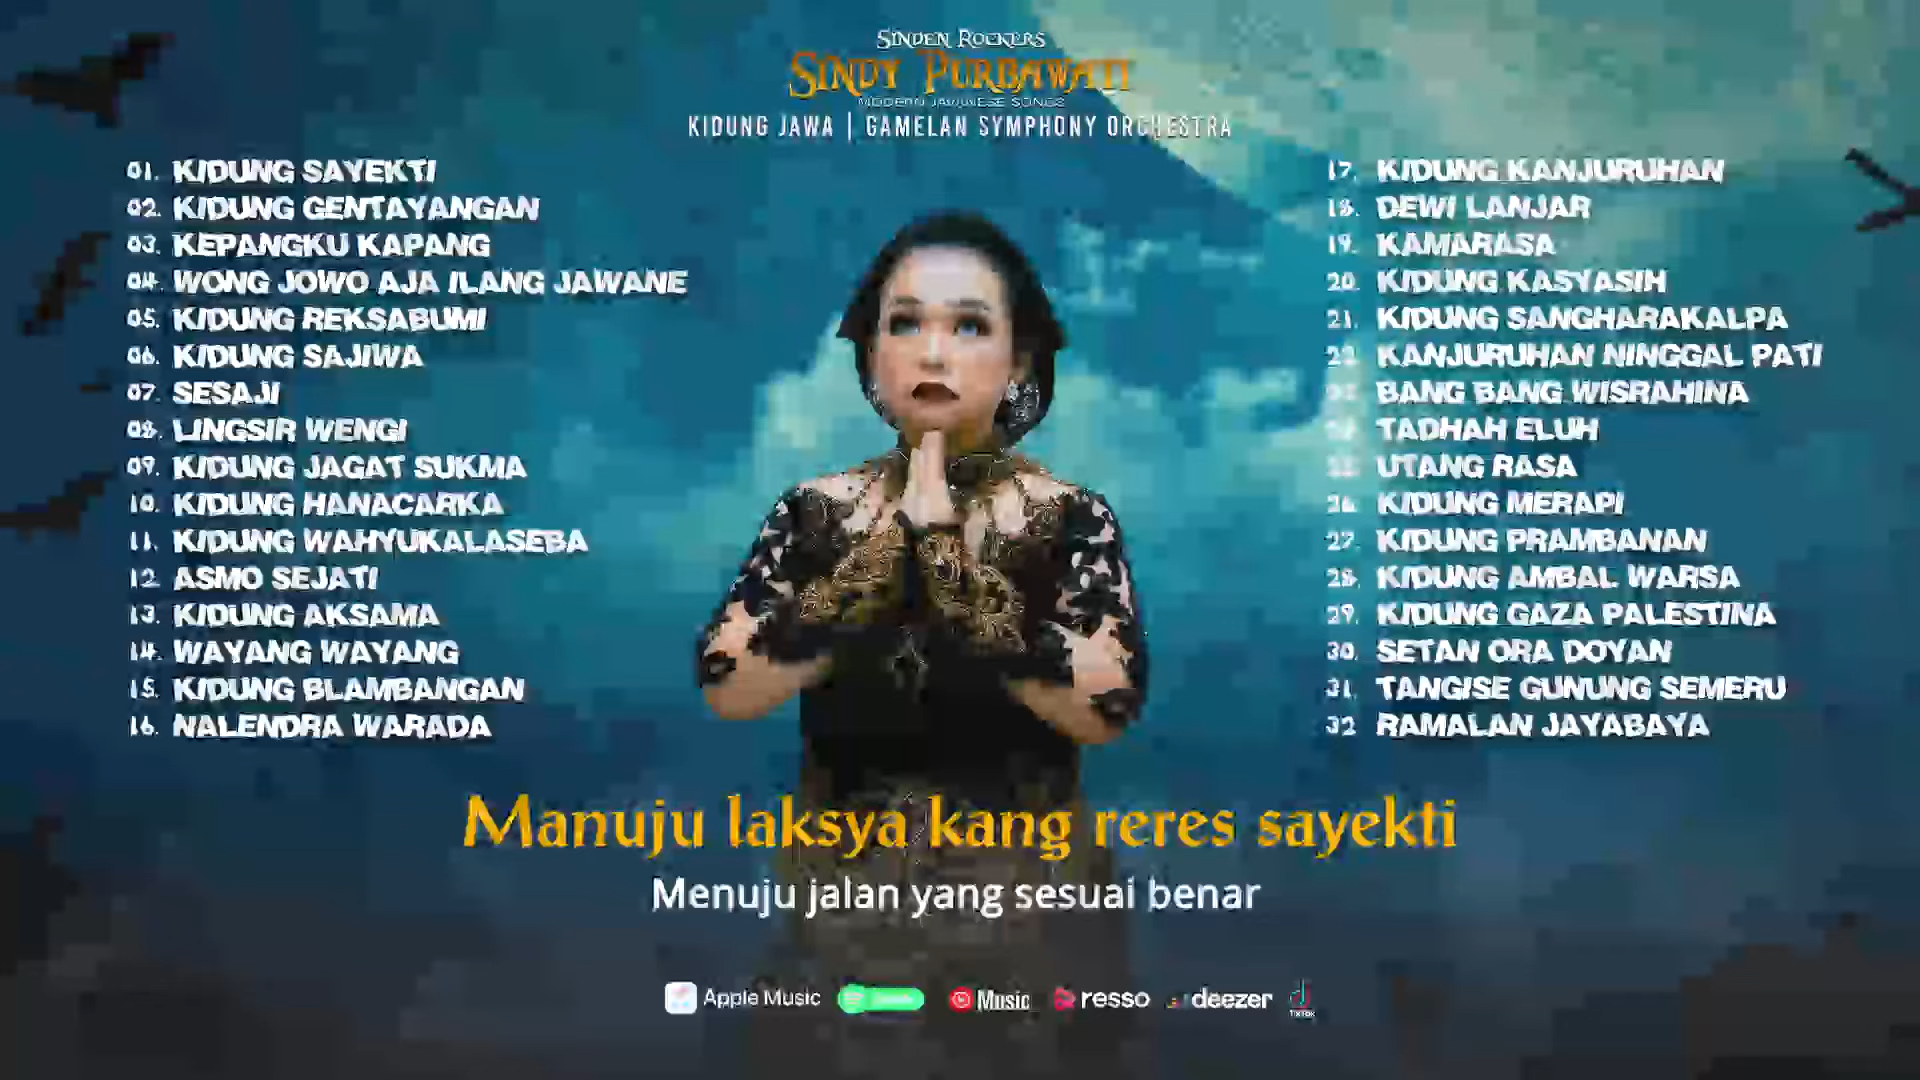 SINDEN ROCKERS
SINDY PURBAWATI
MODERN JAWANESE SONGS
KIDUNG JAWA | GAMELAN SYMPHONY ORCHESTRA
01. KIDUNG SAYEKTI
02. KIDUNG GENTAYANGAN
03. KEPANGKU KAPANG
04. WONG JOWO AJA ILANG JAWANE
05. KIDUNG REKSABUMI
06. KIDUNG SAJIWA
07. SESAJI
08. LINGSIR WENGI
09. KIDUNG JAGAT SUKMA
10. KIDUNG HANACARKA
11. KIDUNG WAHYUKALASEBA
12 ASMO SEJATI
13. KIDUNG AKSAMA
14. WAYANG WAYANG
15. KIDUNG BLAMBANGAN
16. NALENDRA WARADA
17. KIDUNG KANJURUHAN
18. DEWI LANJAR
19. KAMARASA
20. KIDUNG KASYASIH
21. KIDUNG SANGHARAKALPA
22. KANJURUHAN NINGGAL PATI
BANG BANG WISRAHINA
TADHAH ELUH
UTANG RASA
26. KIDUNG MERAPI
27. KIDUNG PRAMBANAN
28. KIDUNG AMBAL WARSA
29. KIDUNG GAZA PALESTINA
30. SETAN ORA DOYAN
31. TANGISE GUNUNG SEMERU
32 RAMALAN JAYABAYA
Manuju laksya kang reres sayekti
Menuju jalan yang sesuai benar
Apple Music Music resso deezer
TikTok